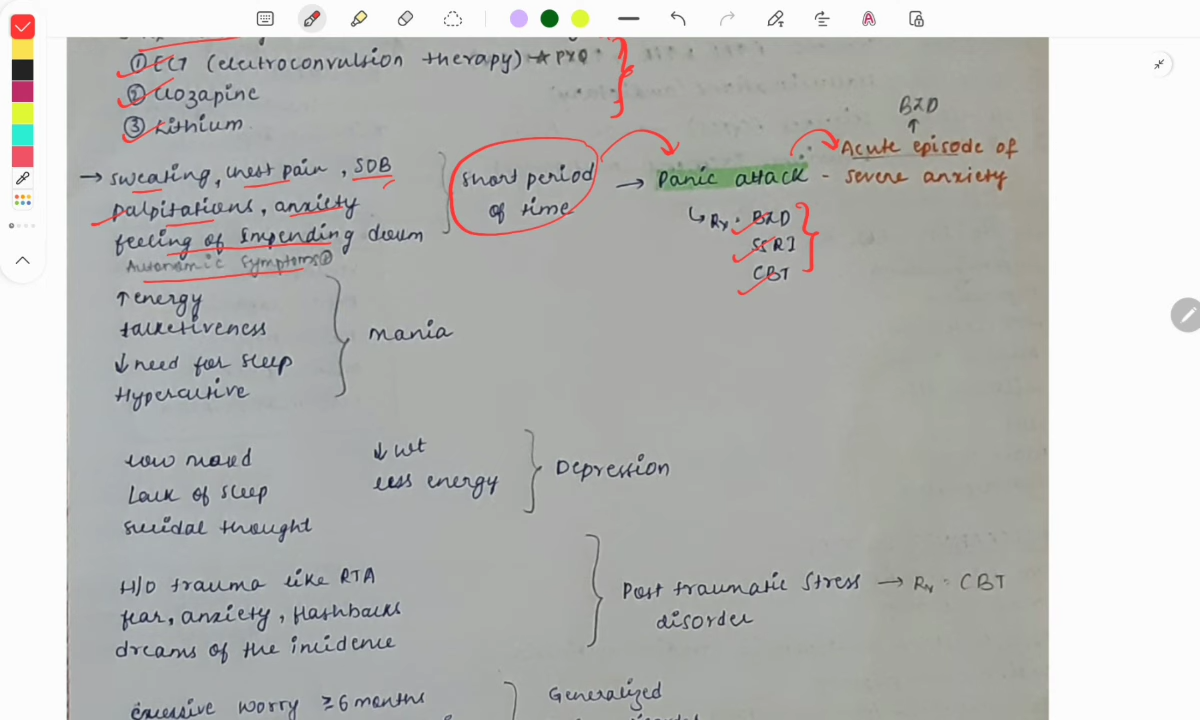 ① ECT (electroconvulsion therapy) ★ PYQ
② Clozapine
③ Lithium
→ sweating, chest pain, SOB
palpitations, anxiety
feeling of Impending doom
Autonomic symptoms
short period
of time
→ Panic attack -
BZD
↑
Acute episode of
severe anxiety
↳ Rx · BZD
SSRI
CBT
↑ energy
talketiveness
↓ need for sleep
Hyperactive
mania
low mood
Lack of sleep
suicidal thought
↓ wt
less energy
Depression
H/O trauma like RTA
fear, anxiety, flashbacks
dreams of the incidence
Post traumatic stress → Rx : CBT
disorder
excessive worry ≥ 6 months
Generalized